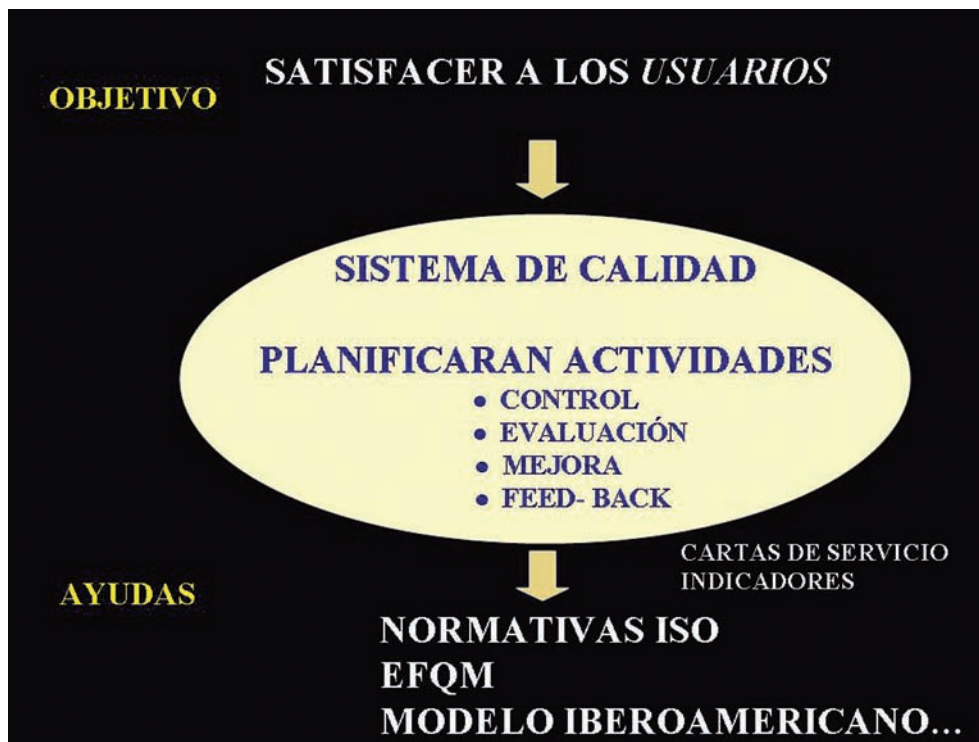 SATISFACER A LOS USUARIOS
OBJETIVO
SISTEMA DE CALIDAD
PLANIFICARAN ACTIVIDADES
• CONTROL
• EVALUACIÓN
• MEJORA
• FEED- BACK
CARTAS DE SERVICIO
INDICADORES
AYUDAS
NORMATIVAS ISO
EFQM
MODELO IBEROAMERICANO...